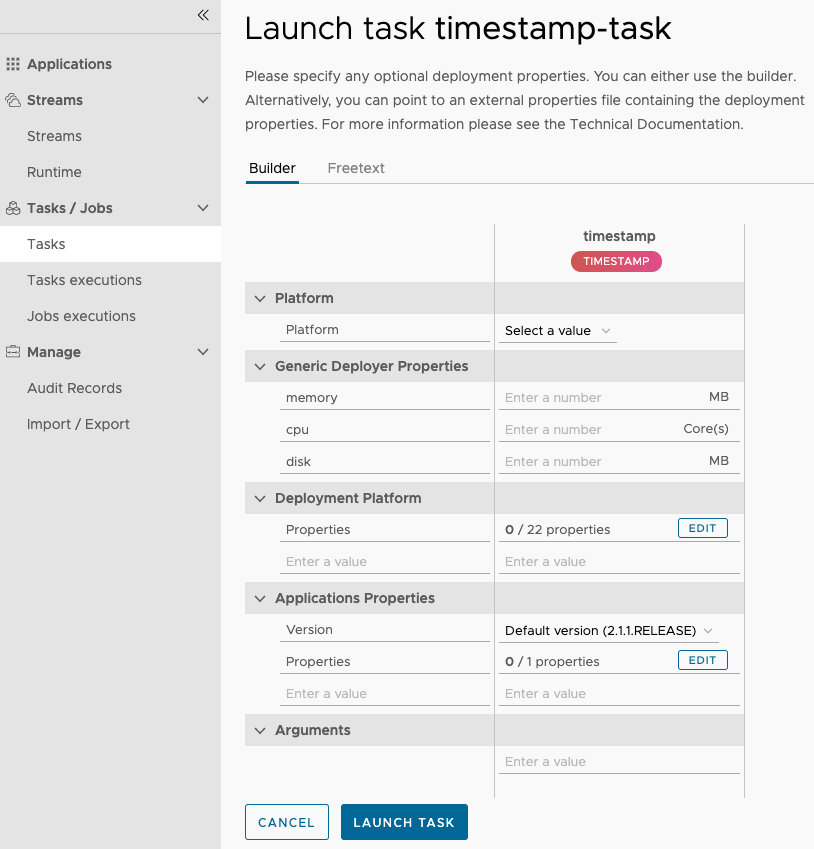 Applications
Streams
Streams
Runtime
Tasks / Jobs
Tasks
Tasks executions
Jobs executions
Manage
Audit Records
Import / Export
Launch task timestamp-task
Please specify any optional deployment properties. You can either use the builder.
Alternatively, you can point to an external properties file containing the deployment
properties. For more information please see the Technical Documentation.
Builder Freetext
timestamp
TIMESTAMP
Platform
Platform Select a value
Generic Deployer Properties
memory Enter a number MB
cpu Enter a number Core(s)
disk Enter a number MB
Deployment Platform
Properties 0 / 22 properties EDIT
Enter a value Enter a value
Applications Properties
Version Default version (2.1.1.RELEASE)
Properties 0 / 1 properties EDIT
Enter a value Enter a value
Arguments
Enter a value
CANCEL LAUNCH TASK